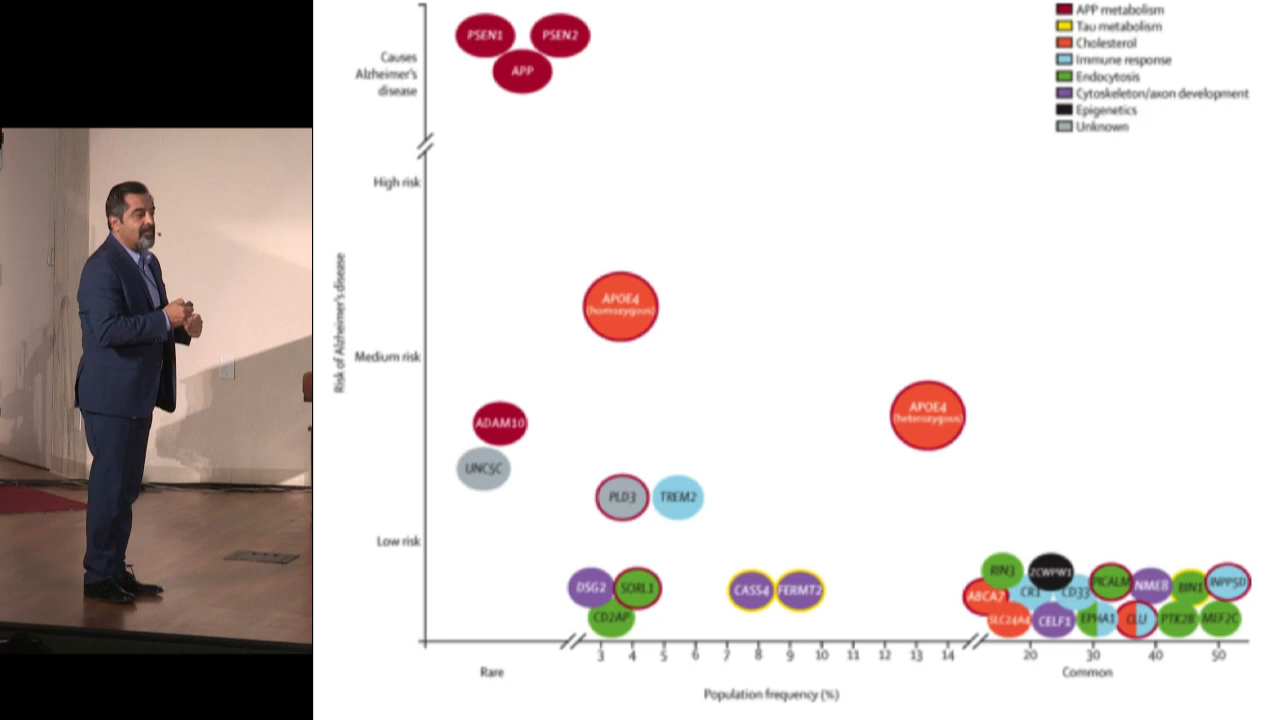 APP metabolism
Tau metabolism
Cholesterol
Immune response
Endocytosis
Cytoskeleton/axon development
Epigenetics
Unknown
Risk of Alzheimer's disease
Causes
Alzheimer's
disease
High risk
Medium risk
Low risk
PSEN1
PSEN2
APP
APOE4
(homozygous)
APOE4
(heterozygous)
ADAM10
UNC5C
PLD3
TREM2
DSG2
SORL1
CD2AP
CASS4
FERMT2
RIN3
ZCWPW1
ABCA7
CR1
CD33
PICALM
NME8
BIN1
INPP5D
SLC24A4
CELF1
EPHA1
CLU
PTK2B
MEF2C
3 4 5 6 7 8 9 10 11 12 13 14 20 30 40 50
Rare
Common
Population frequency (%)